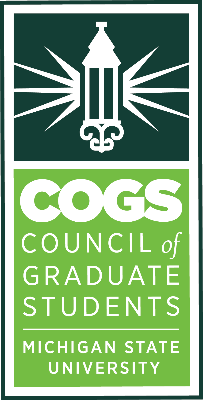 COGS
COUNCIL of
GRADUATE
STUDENTS
MICHIGAN STATE
UNIVERSITY